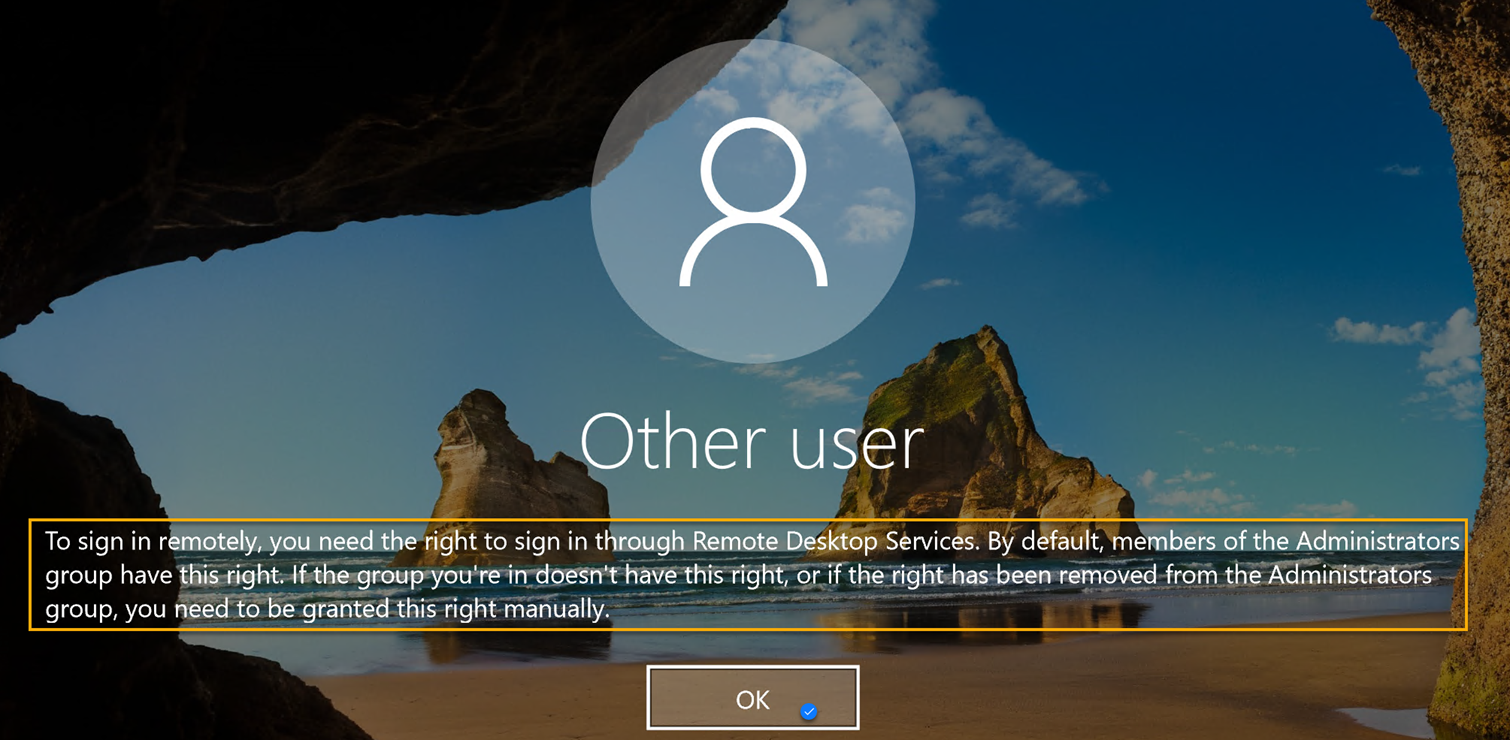 Other user
To sign in remotely, you need the right to sign in through Remote Desktop Services. By default, members of the Administrators
group have this right. If the group you're in doesn't have this right, or if the right has been removed from the Administrators
group, you need to be granted this right manually.
OK